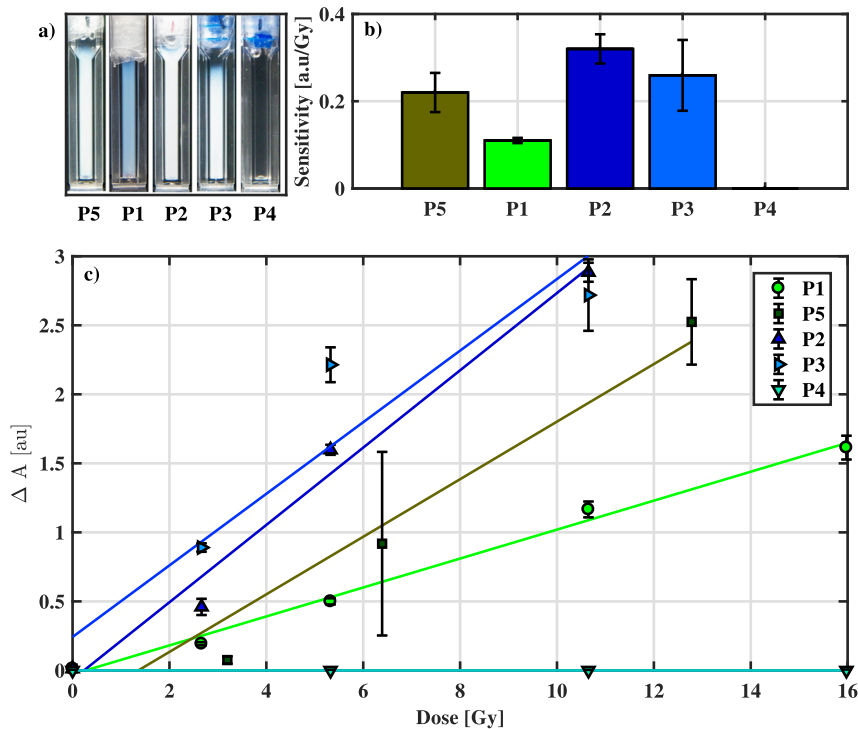 a)
P5 P1 P2 P3 P4
b)
Sensitivity [a.u/Gy]
0.4
0.2
0
P5 P1 P2 P3 P4
c)
Δ A [au]
3
2.5
2
1.5
1
0.5
0
0 2 4 6 8 10 12 14 16
Dose [Gy]
P1
P5
P2
P3
P4